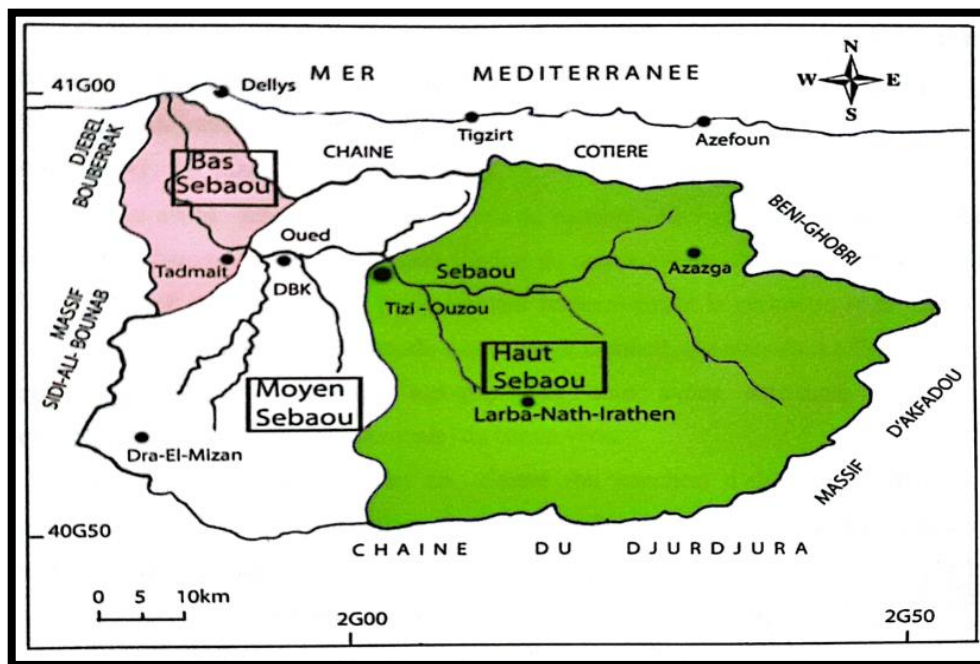 N
W E
S
MER MEDITERRANEE
41G00
Dellys
Tigzirt
Azefoun
DJEBEL
BOUBERRAK
CHAINE COTIERE
Bas
Sebaou
BENI-GHOBRI
Oued
Tadmait
DBK
Sebaou
Azazga
Tizi - Ouzou
MASSIF
SIDI-ALI-BOUNAB
Haut
Sebaou
Moyen
Sebaou
Larba-Nath-Irathen
Dra-El-Mizan
MASSIF D'AKFADOU
40G50
CHAINE DU DJURDJURA
0 5 10km
2G00
2G50